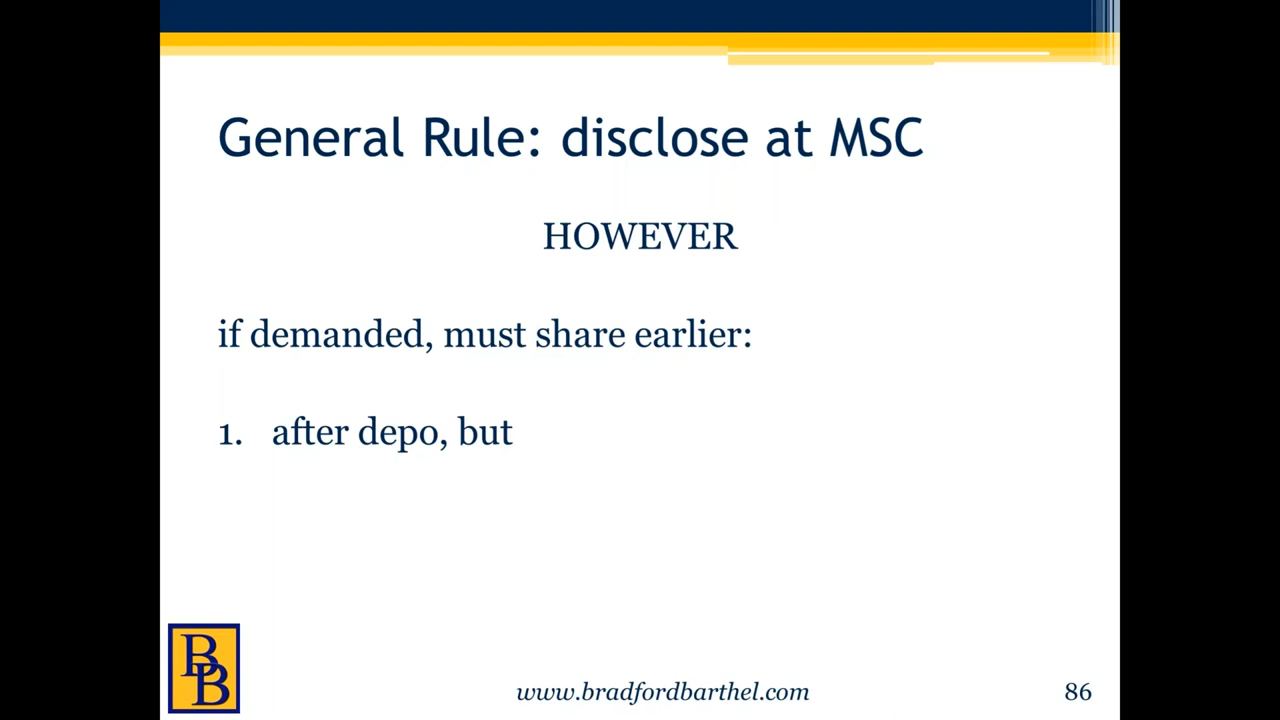 General Rule: disclose at MSC
HOWEVER
if demanded, must share earlier:
1. after depo, but
BB
www.bradfordbarthel.com
86